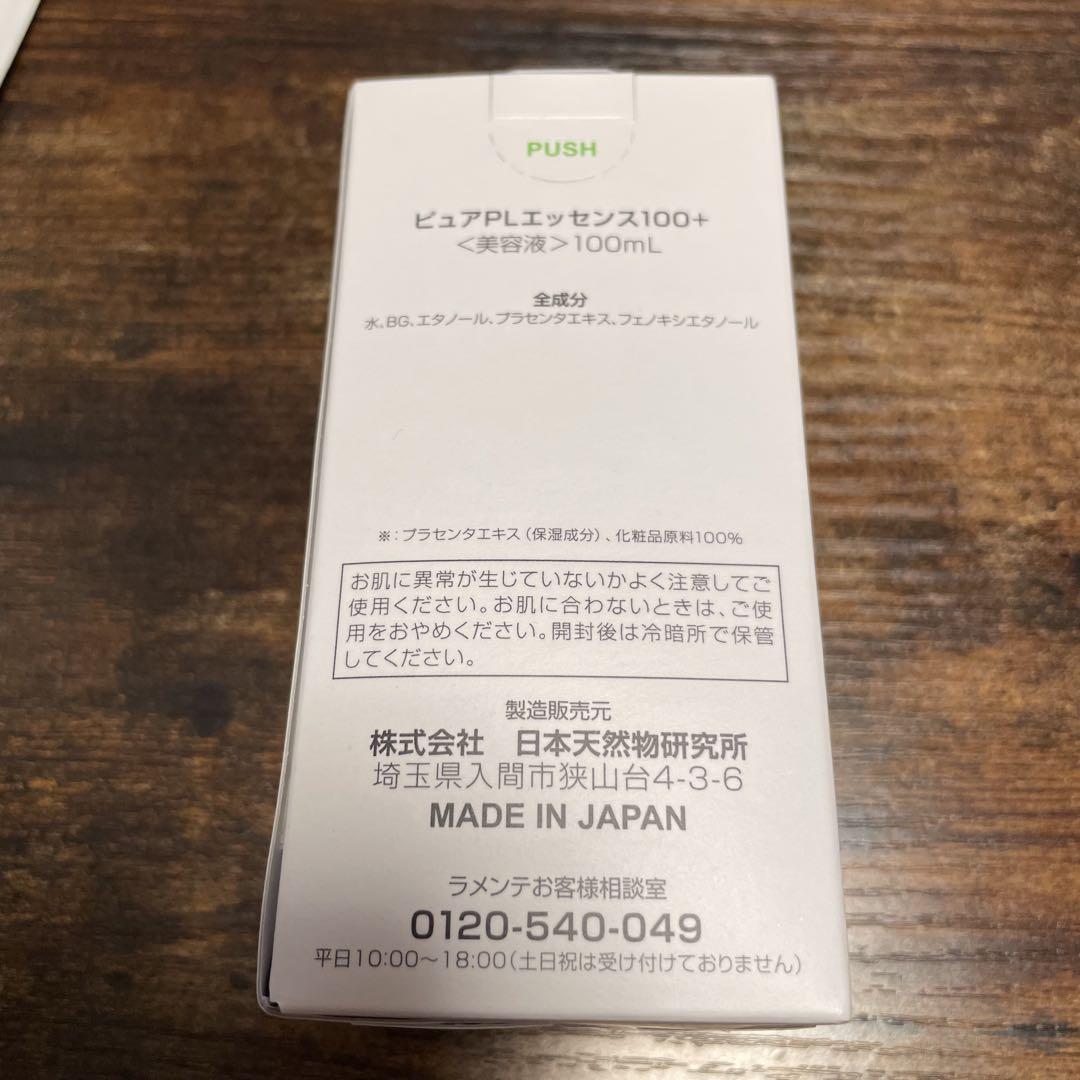 PUSH
ピュアPLエッセンス100+
＜美容液＞100mL
全成分
水、BG、エタノール、プラセンタエキス、フェノキシエタノール
※：プラセンタエキス（保湿成分）、化粧品原料100%
お肌に異常が生じていないかよく注意してご
使用ください。お肌に合わないときは、ご使
用をおやめください。開封後は冷暗所で保管
してください。
製造販売元
株式会社　日本天然物研究所
埼玉県入間市狭山台4-3-6
MADE IN JAPAN
ラメンテお客様相談室
0120-540-049
平日10:00〜18:00（土日祝は受け付けておりません）